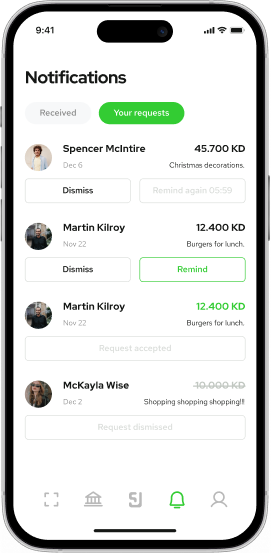 9:41
Notifications
Received Your requests
Spencer McIntire 45.700 KD
Dec 6 Christmas decorations.
Dismiss Remind again 05:59
Martin Kilroy 12.400 KD
Nov 22 Burgers for lunch.
Dismiss Remind
Martin Kilroy 12.400 KD
Nov 22 Burgers for lunch.
Request accepted
McKayla Wise 10.000 KD
Dec 2 Shopping shopping shopping!!!
Request dismissed